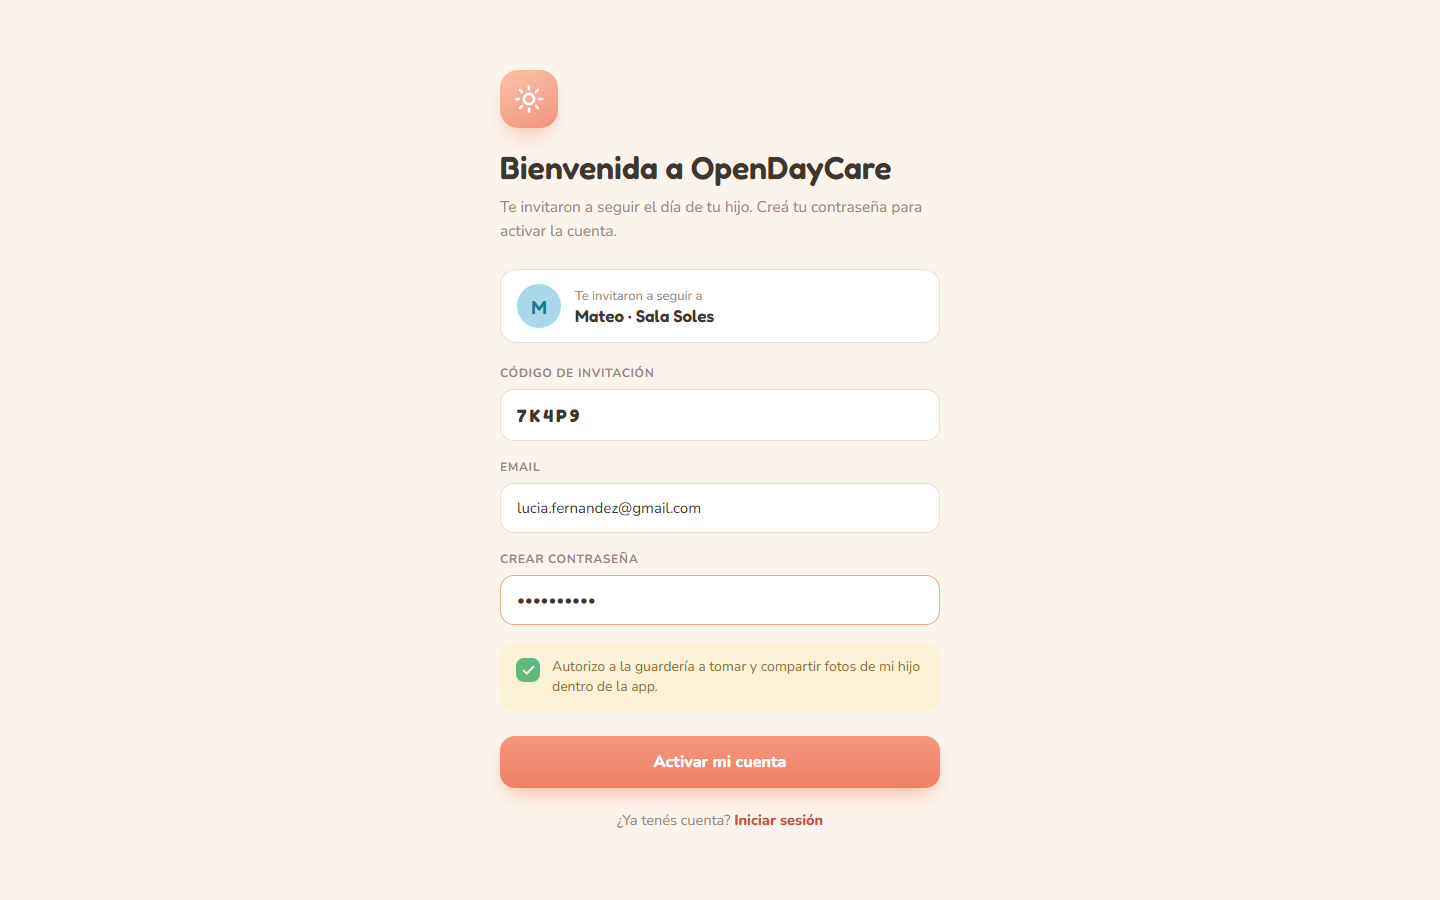 Bienvenida a OpenDayCare
Te invitaron a seguir el día de tu hijo. Creá tu contraseña para
activar la cuenta.
M
Te invitaron a seguir a
Mateo · Sala Soles
CÓDIGO DE INVITACIÓN
7K4P9
EMAIL
lucia.fernandez@gmail.com
CREAR CONTRASEÑA
••••••••••
Autorizo a la guardería a tomar y compartir fotos de mi hijo
dentro de la app.
Activar mi cuenta
¿Ya tenés cuenta? Iniciar sesión